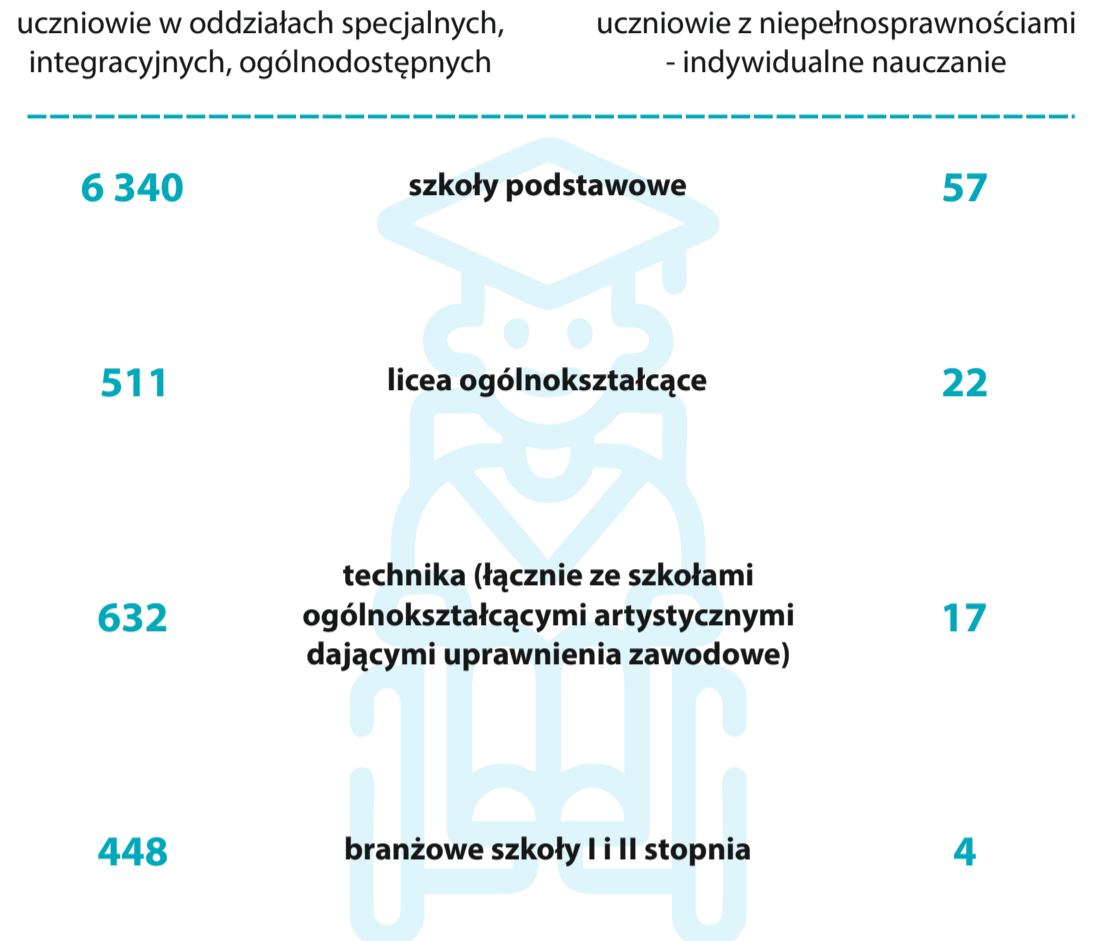 uczniowie w oddziałach specjalnych,
integracyjnych, ogólnodostępnych
uczniowie z niepełnosprawnościami
- indywidualne nauczanie
6 340
szkoły podstawowe
57
511
licea ogólnokształcące
22
632
technika (łącznie ze szkołami
ogólnokształcącymi artystycznymi
dającymi uprawnienia zawodowe)
17
448
branżowe szkoły I i II stopnia
4